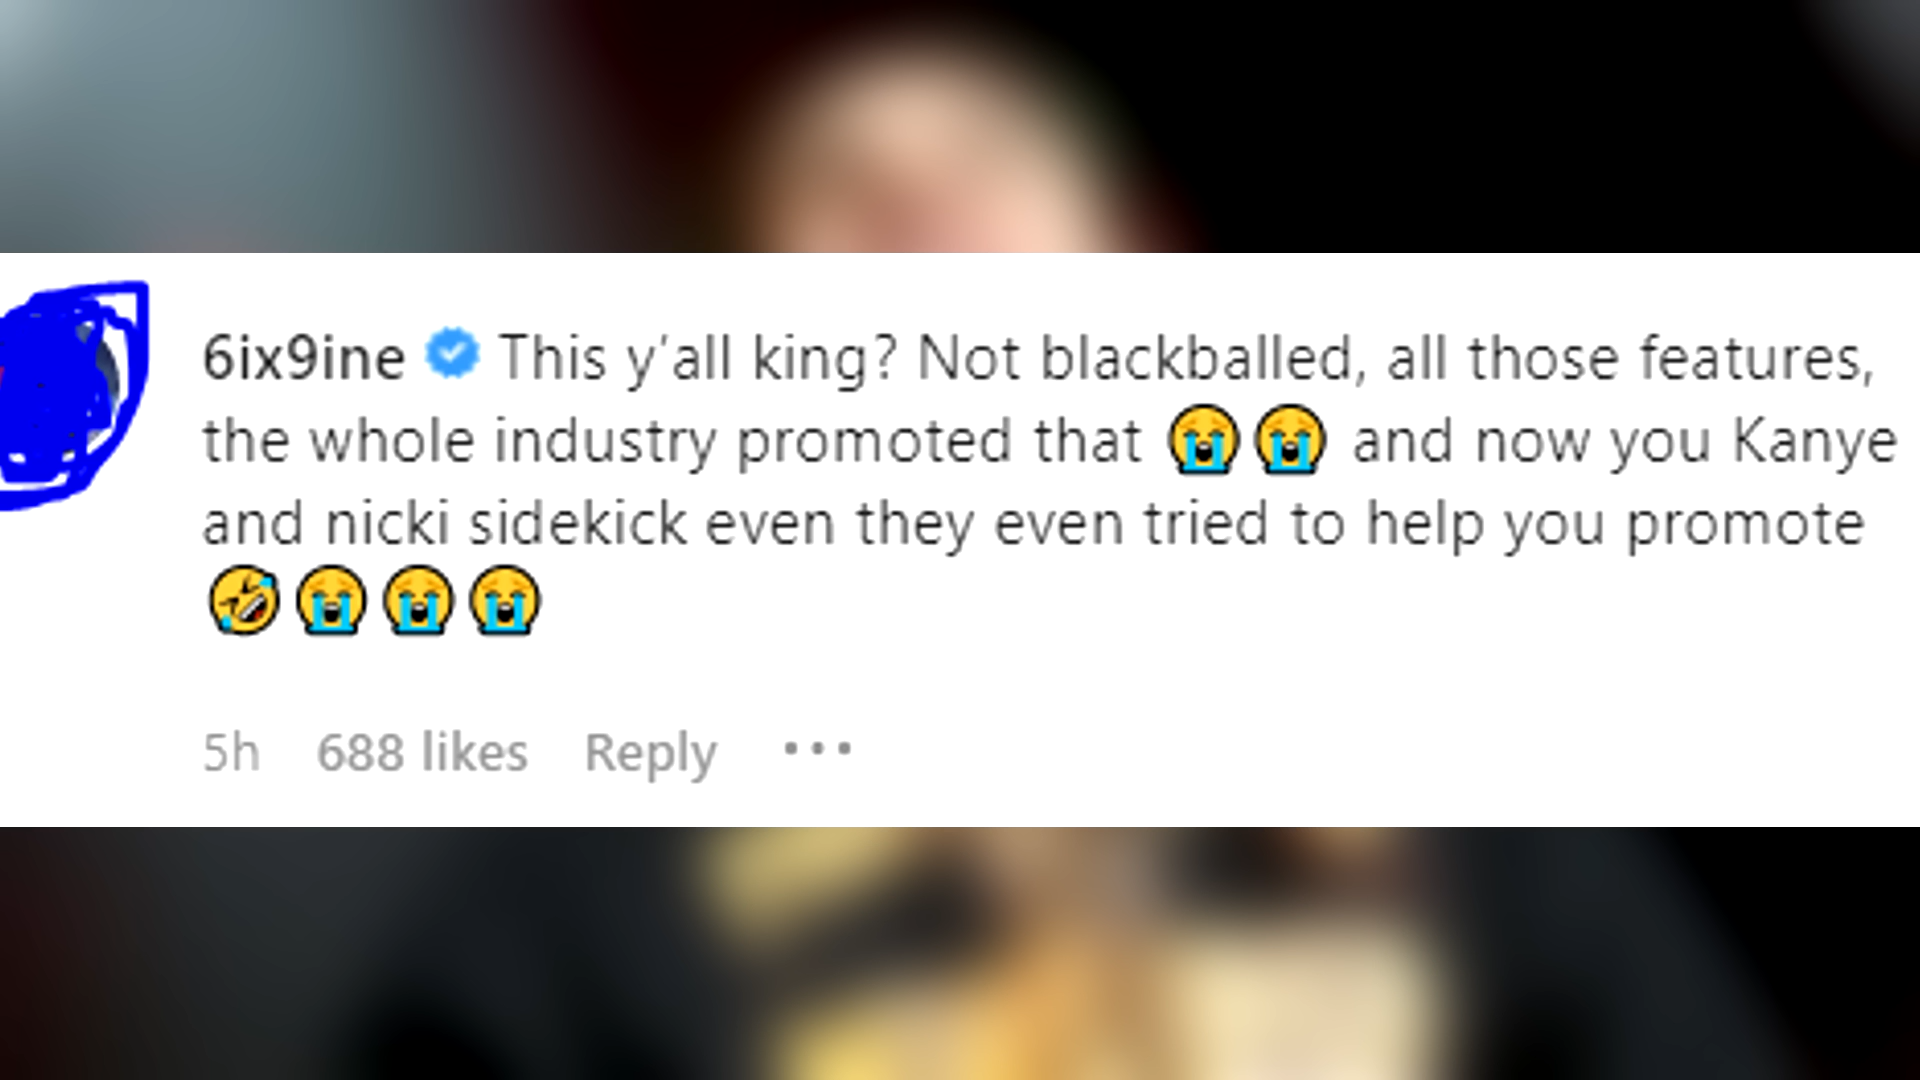 6ix9ine This y'all king? Not blackballed, all those features,
the whole industry promoted that 😭😭 and now you Kanye
and nicki sidekick even they even tried to help you promote
🤣😭😭😭
5h 688 likes Reply •••